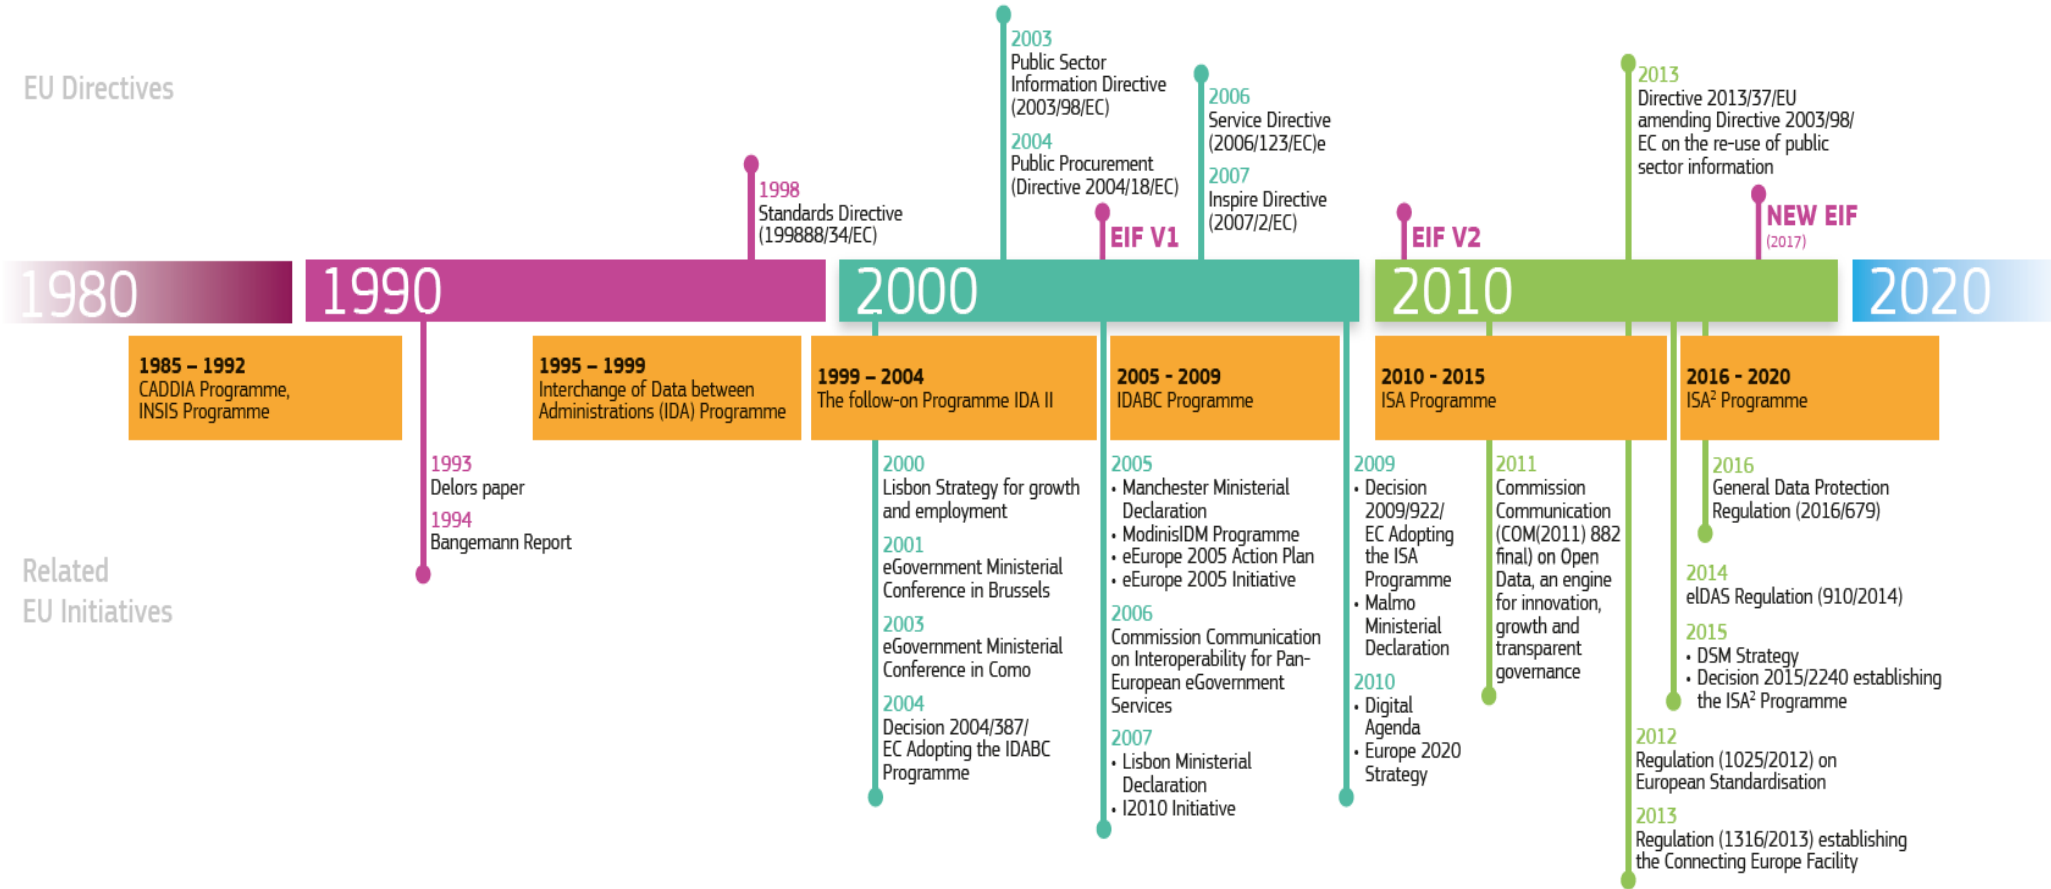 EU Directives
1998
Standards Directive
(199888/34/EC)
2003
Public Sector
Information Directive
(2003/98/EC)
2004
Public Procurement
(Directive 2004/18/EC)
EIF V1
2006
Service Directive
(2006/123/EC)e
2007
Inspire Directive
(2007/2/EC)
EIF V2
2013
Directive 2013/37/EU
amending Directive 2003/98/
EC on the re-use of public
sector information
NEW EIF
(2017)
1980
1990
2000
2010
2020
1985 – 1992
CADDIA Programme,
INSIS Programme
1995 – 1999
Interchange of Data between
Administrations (IDA) Programme
1999 – 2004
The follow-on Programme IDA II
2005 - 2009
IDABC Programme
2010 - 2015
ISA Programme
2016 - 2020
ISA² Programme
Related
EU Initiatives
1993
Delors paper
1994
Bangemann Report
2000
Lisbon Strategy for growth
and employment
2001
eGovernment Ministerial
Conference in Brussels
2003
eGovernment Ministerial
Conference in Como
2004
Decision 2004/387/
EC Adopting the IDABC
Programme
2005
• Manchester Ministerial
Declaration
• ModinisIDM Programme
• eEurope 2005 Action Plan
• eEurope 2005 Initiative
2006
Commission Communication
on Interoperability for Pan-
European eGovernment
Services
2007
• Lisbon Ministerial
Declaration
• I2010 Initiative
2009
• Decision
2009/922/
EC Adopting
the ISA
Programme
• Malmo
Ministerial
Declaration
2010
• Digital
Agenda
• Europe 2020
Strategy
2011
Commission
Communication
(COM(2011) 882
final) on Open
Data, an engine
for innovation,
growth and
transparent
governance
2016
General Data Protection
Regulation (2016/679)
2014
elDAS Regulation (910/2014)
2015
• DSM Strategy
• Decision 2015/2240 establishing
the ISA² Programme
2012
Regulation (1025/2012) on
European Standardisation
2013
Regulation (1316/2013) establishing
the Connecting Europe Facility